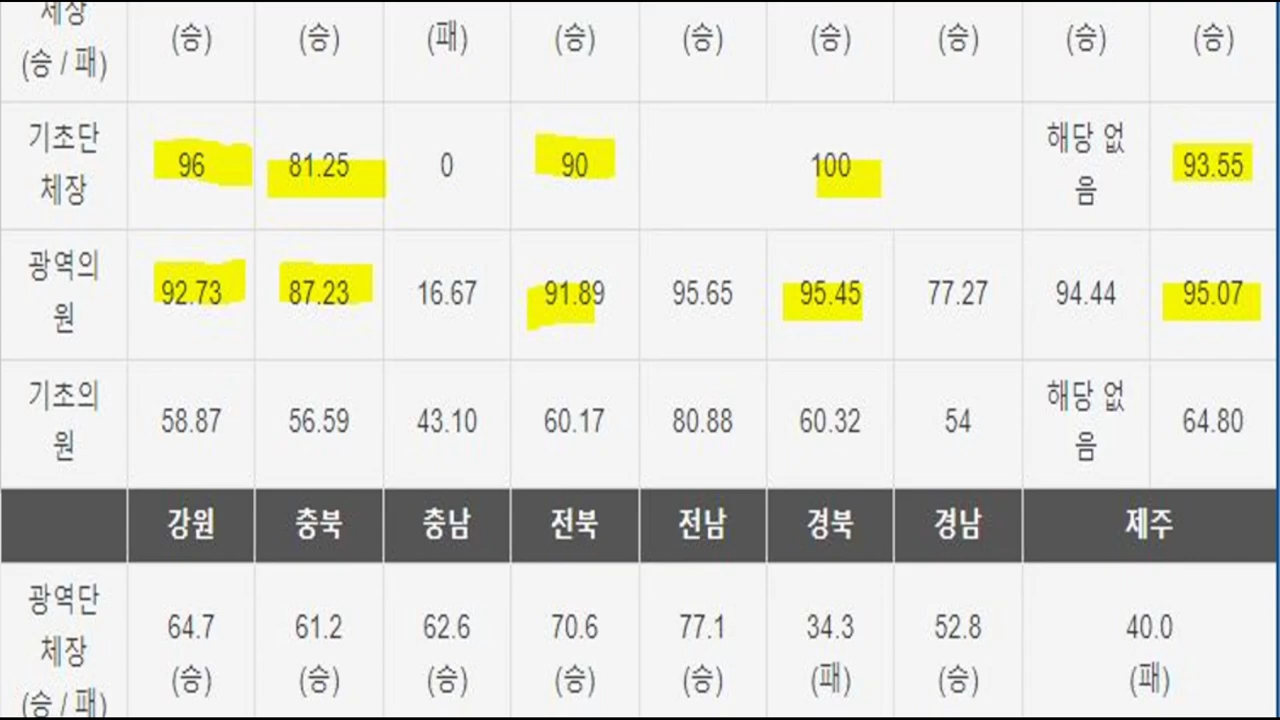 체장
(승 / 패) (승) (승) (패) (승) (승) (승) (승) (승) (승)
기초단
체장 96 81.25 0 90 100 해당 없
음 93.55
광역의
원 92.73 87.23 16.67 91.89 95.65 95.45 77.27 94.44 95.07
기초의
원 58.87 56.59 43.10 60.17 80.88 60.32 54 해당 없
음 64.80
강원 충북 충남 전북 전남 경북 경남 제주
광역단
체장
(승 / 패) 64.7
(승) 61.2
(승) 62.6
(승) 70.6
(승) 77.1
(승) 34.3
(패) 52.8
(승) 40.0
(패)